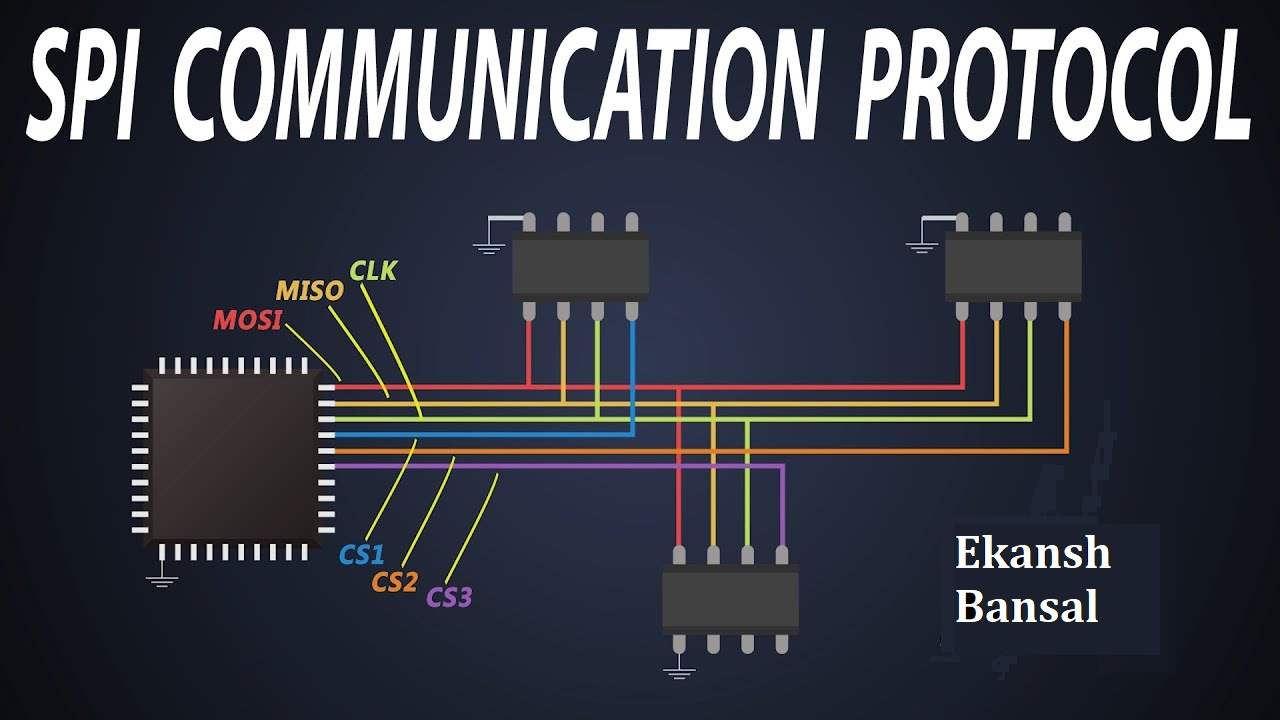 SPI COMMUNICATION PROTOCOL
CLK
MISO
MOSI
CS1
CS2
CS3
Ekansh
Bansal